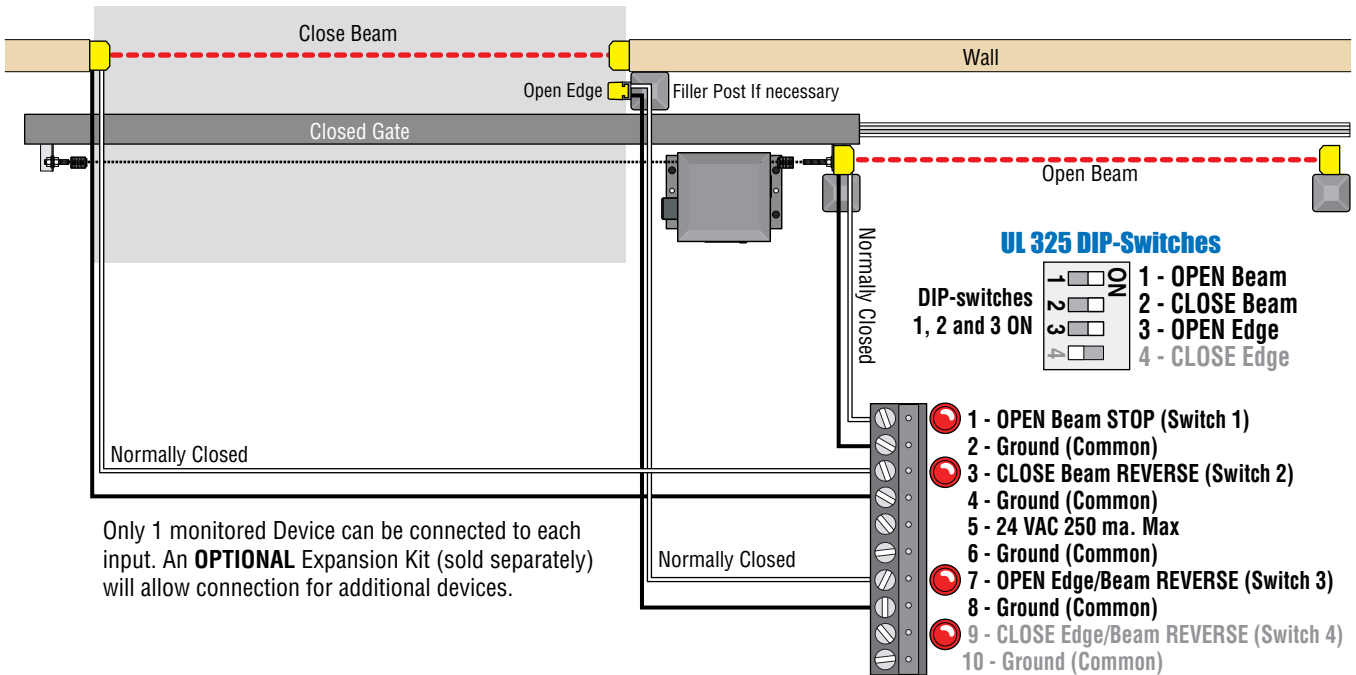 Close Beam
Wall
Open Edge
Filler Post If necessary
Closed Gate
Open Beam
Normally Closed
UL 325 DIP-Switches
DIP-switches
1, 2 and 3 ON
ON
1
2
3
4
1 - OPEN Beam
2 - CLOSE Beam
3 - OPEN Edge
4 - CLOSE Edge
Normally Closed
Only 1 monitored Device can be connected to each
input. An OPTIONAL Expansion Kit (sold separately)
will allow connection for additional devices.
Normally Closed
1 - OPEN Beam STOP (Switch 1)
2 - Ground (Common)
3 - CLOSE Beam REVERSE (Switch 2)
4 - Ground (Common)
5 - 24 VAC 250 ma. Max
6 - Ground (Common)
7 - OPEN Edge/Beam REVERSE (Switch 3)
8 - Ground (Common)
9 - CLOSE Edge/Beam REVERSE (Switch 4)
10 - Ground (Common)